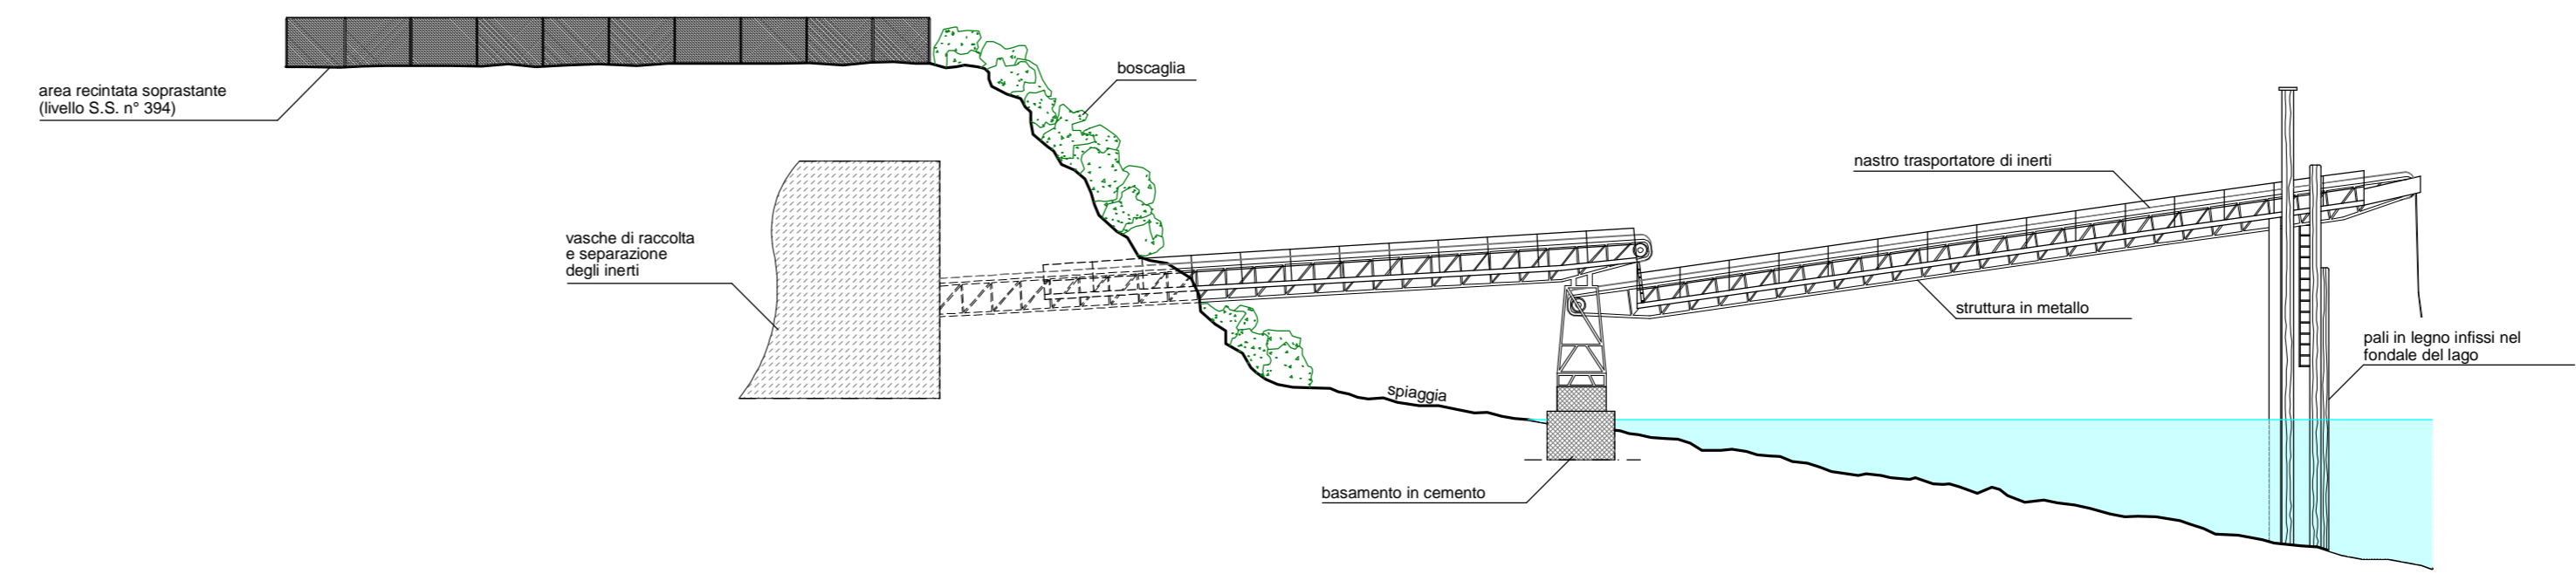 area recintata soprastante
(livello S.S. n° 394)
boscaglia
nastro trasportatore di inerti
vasche di raccolta
e separazione
degli inerti
struttura in metallo
pali in legno infissi nel
fondale del lago
spiaggia
basamento in cemento